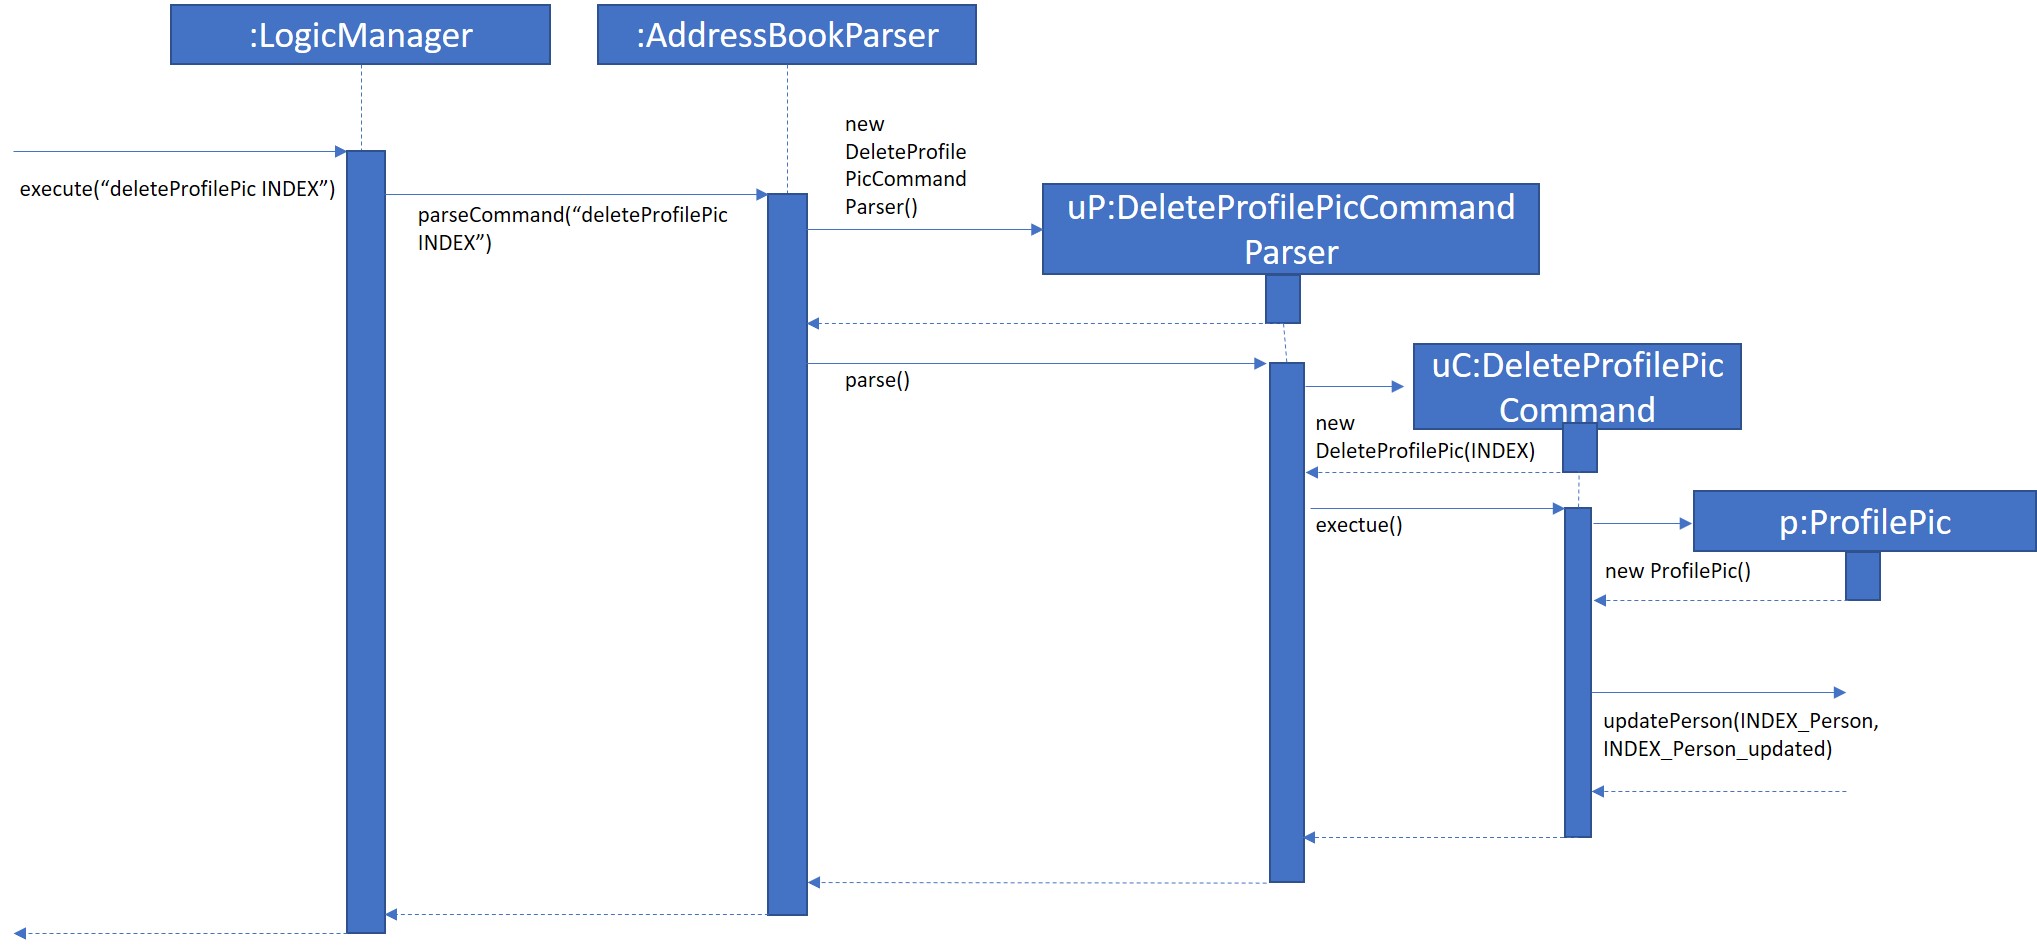 :LogicManager
:AddressBookParser
new
DeleteProfile
PicCommand
Parser()
execute(“deleteProfilePic INDEX”)
parseCommand(“deleteProfilePic
INDEX”)
uP:DeleteProfilePicCommand
Parser
parse()
uC:DeleteProfilePic
Command
new
DeleteProfilePic(INDEX)
exectue()
p:ProfilePic
new ProfilePic()
updatePerson(INDEX_Person,
INDEX_Person_updated)